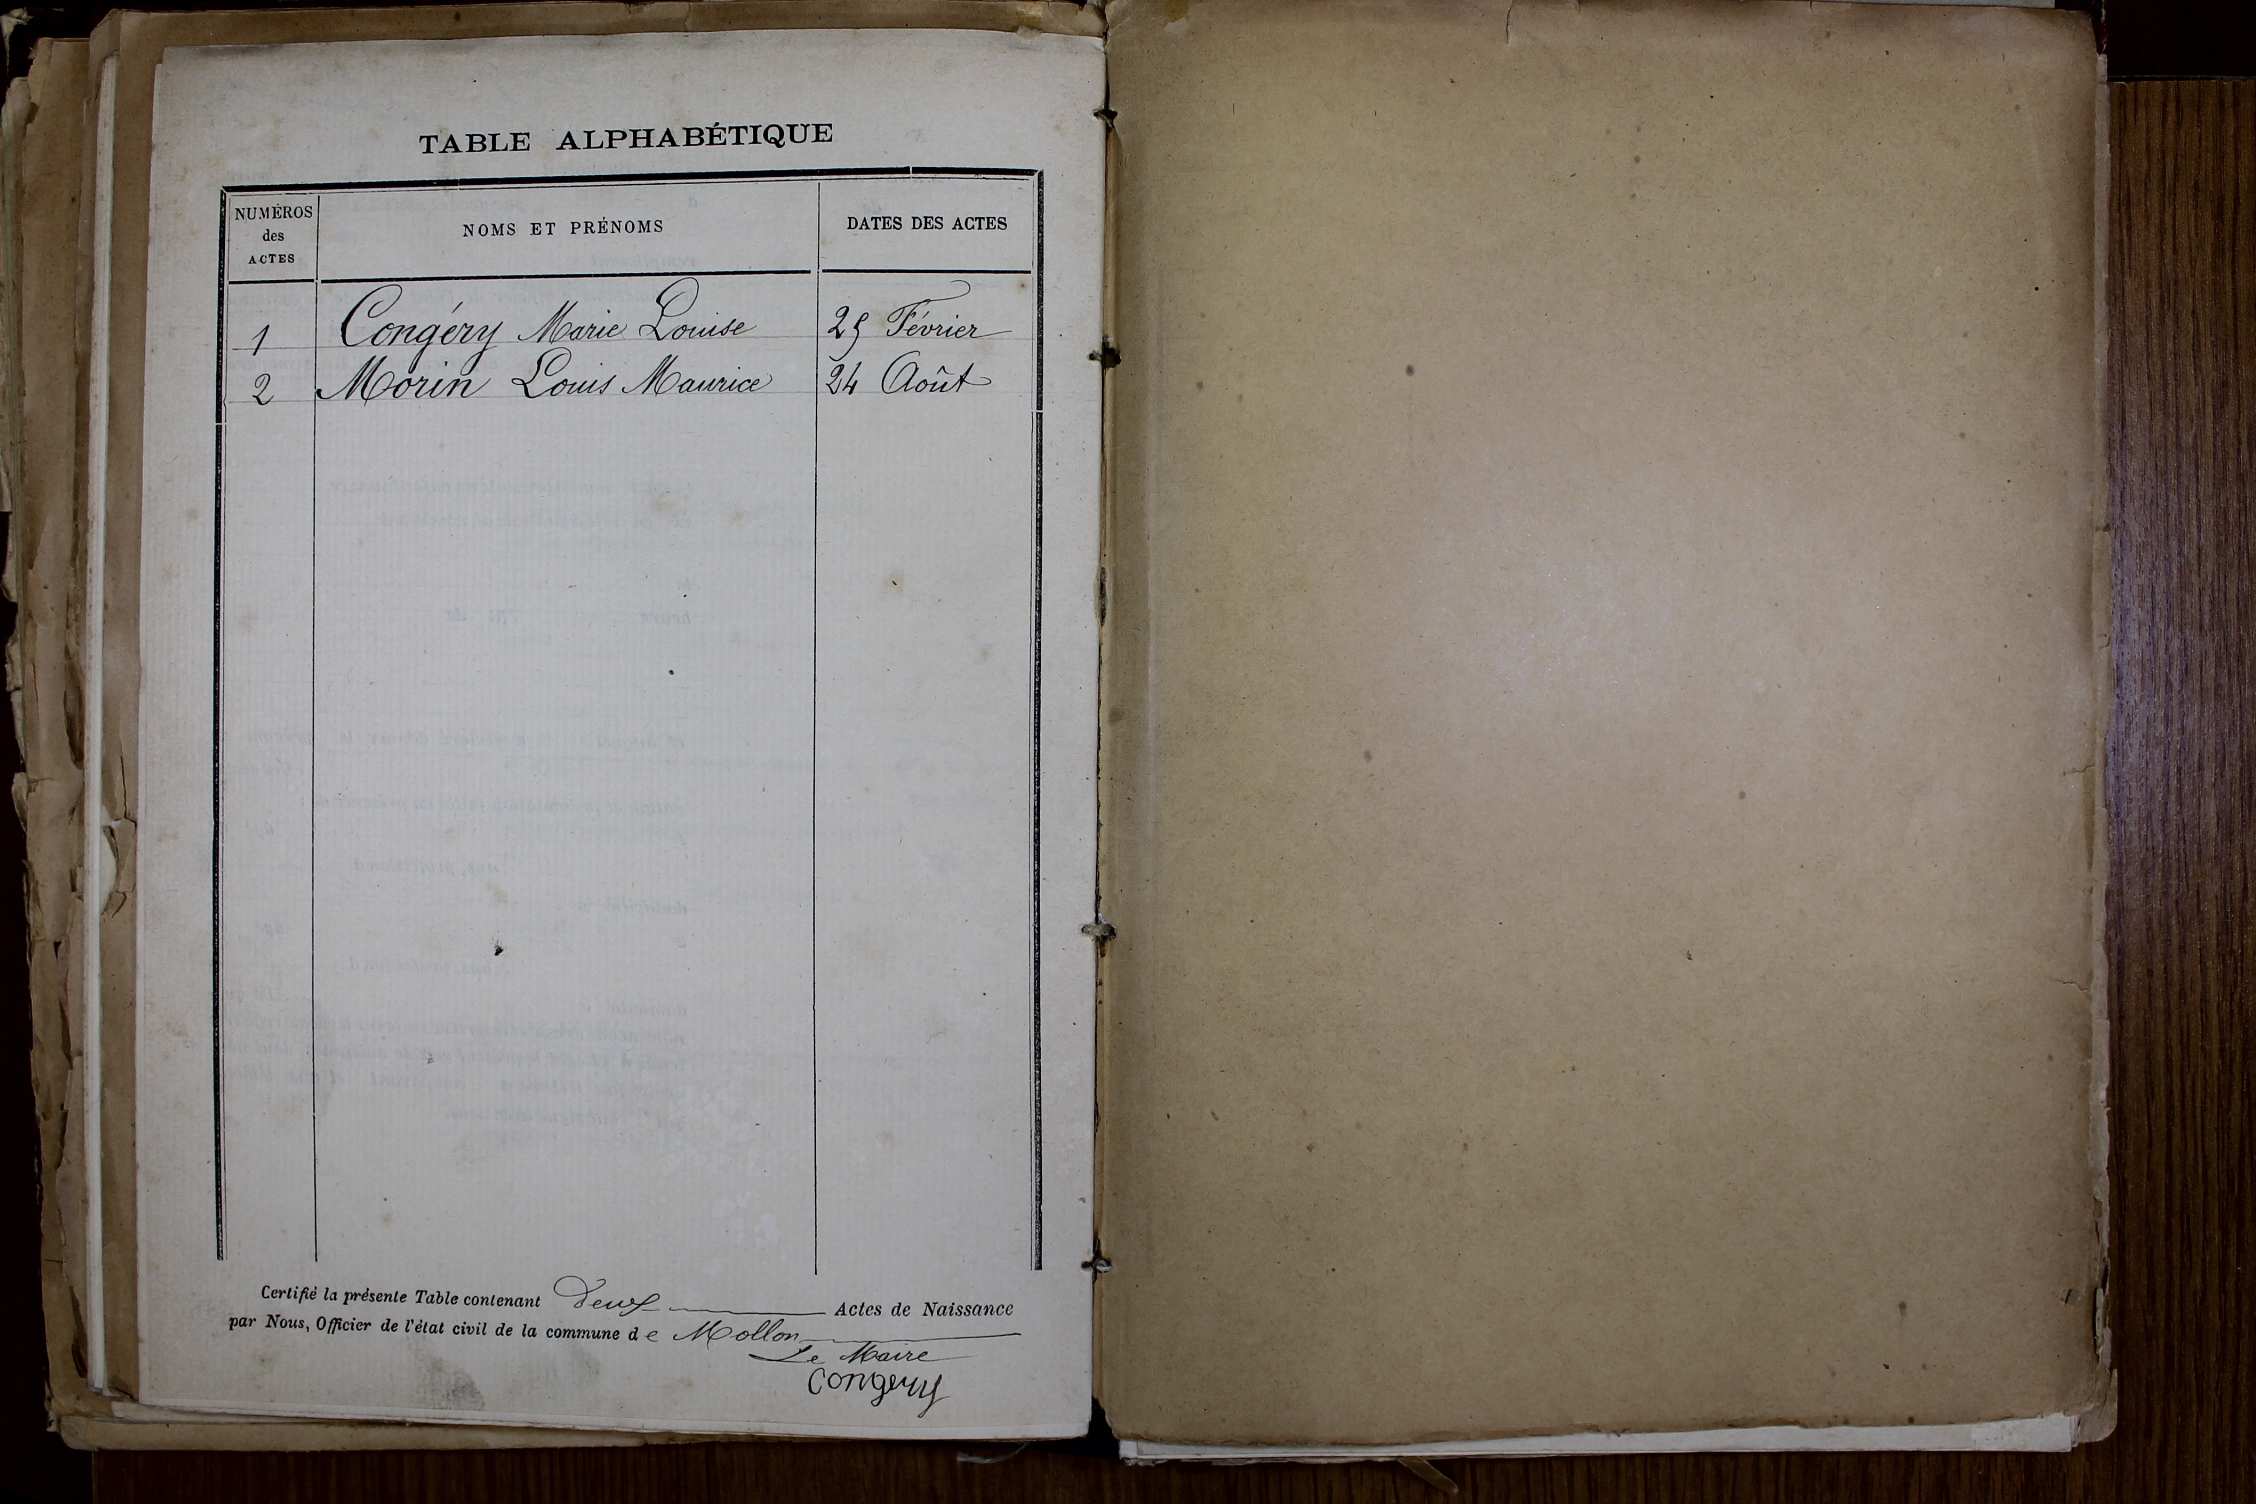 TABLE ALPHABÉTIQUE
NUMÉROS des ACTES
NOMS ET PRÉNOMS
DATES DES ACTES
1 Congéry Marie Louise 25 Février
2 Morin Louis Maurice 24 Août
Certifié la présente Table contenant deux Actes de Naissance
par Nous, Officier de l'état civil de la commune de Mollon
Le Maire
Congery